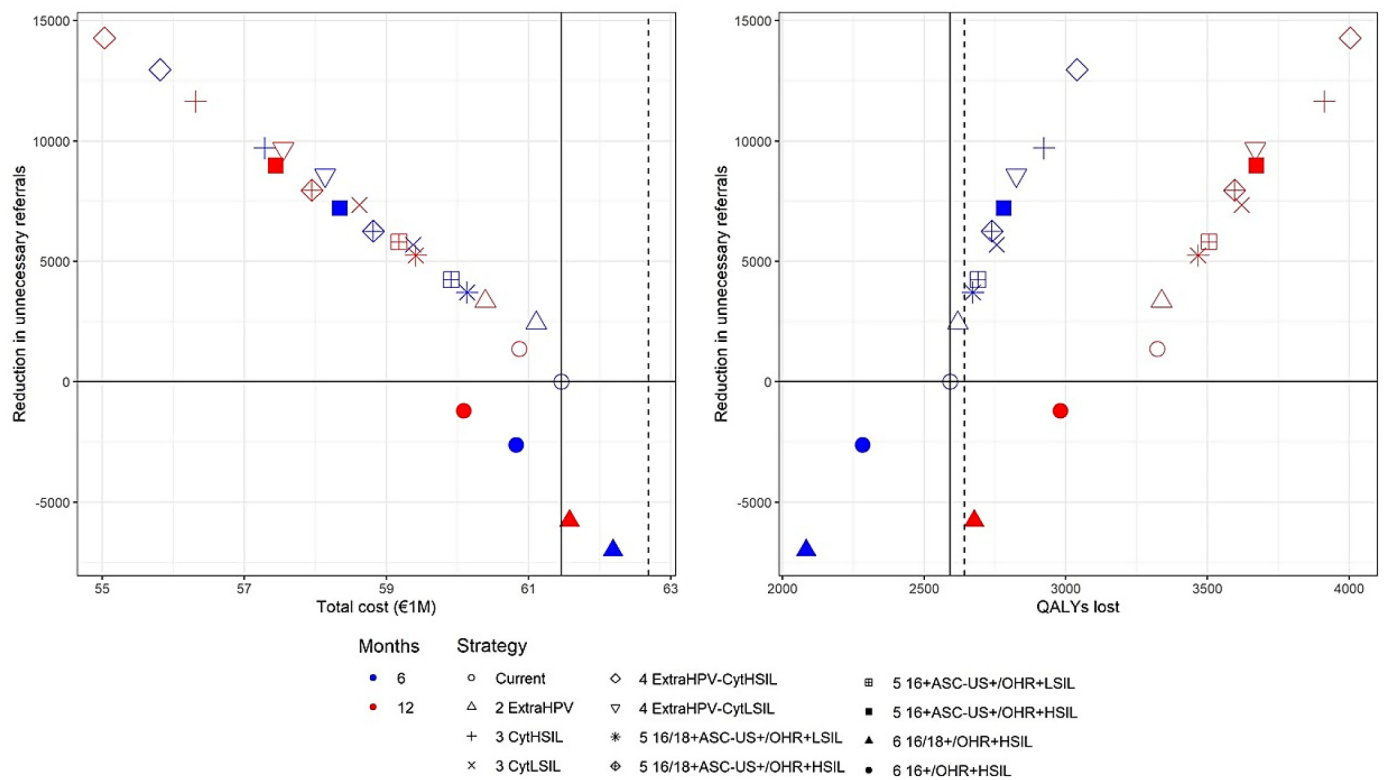 15000
10000
5000
0
-5000
Reduction in unnecessary referrals
55
57
59
61
63
Total cost (€1M)
15000
10000
5000
0
-5000
Reduction in unnecessary referrals
2000
2500
3000
3500
4000
QALYs lost
Months
6
12
Strategy
Current
2 ExtraHPV
3 CytHSIL
3 CytLSIL
4 ExtraHPV-CytHSIL
4 ExtraHPV-CytLSIL
5 16/18+ASC-US+/OHR+LSIL
5 16/18+ASC-US+/OHR+HSIL
5 16+ASC-US+/OHR+LSIL
5 16+ASC-US+/OHR+HSIL
6 16/18+/OHR+HSIL
6 16+/OHR+HSIL